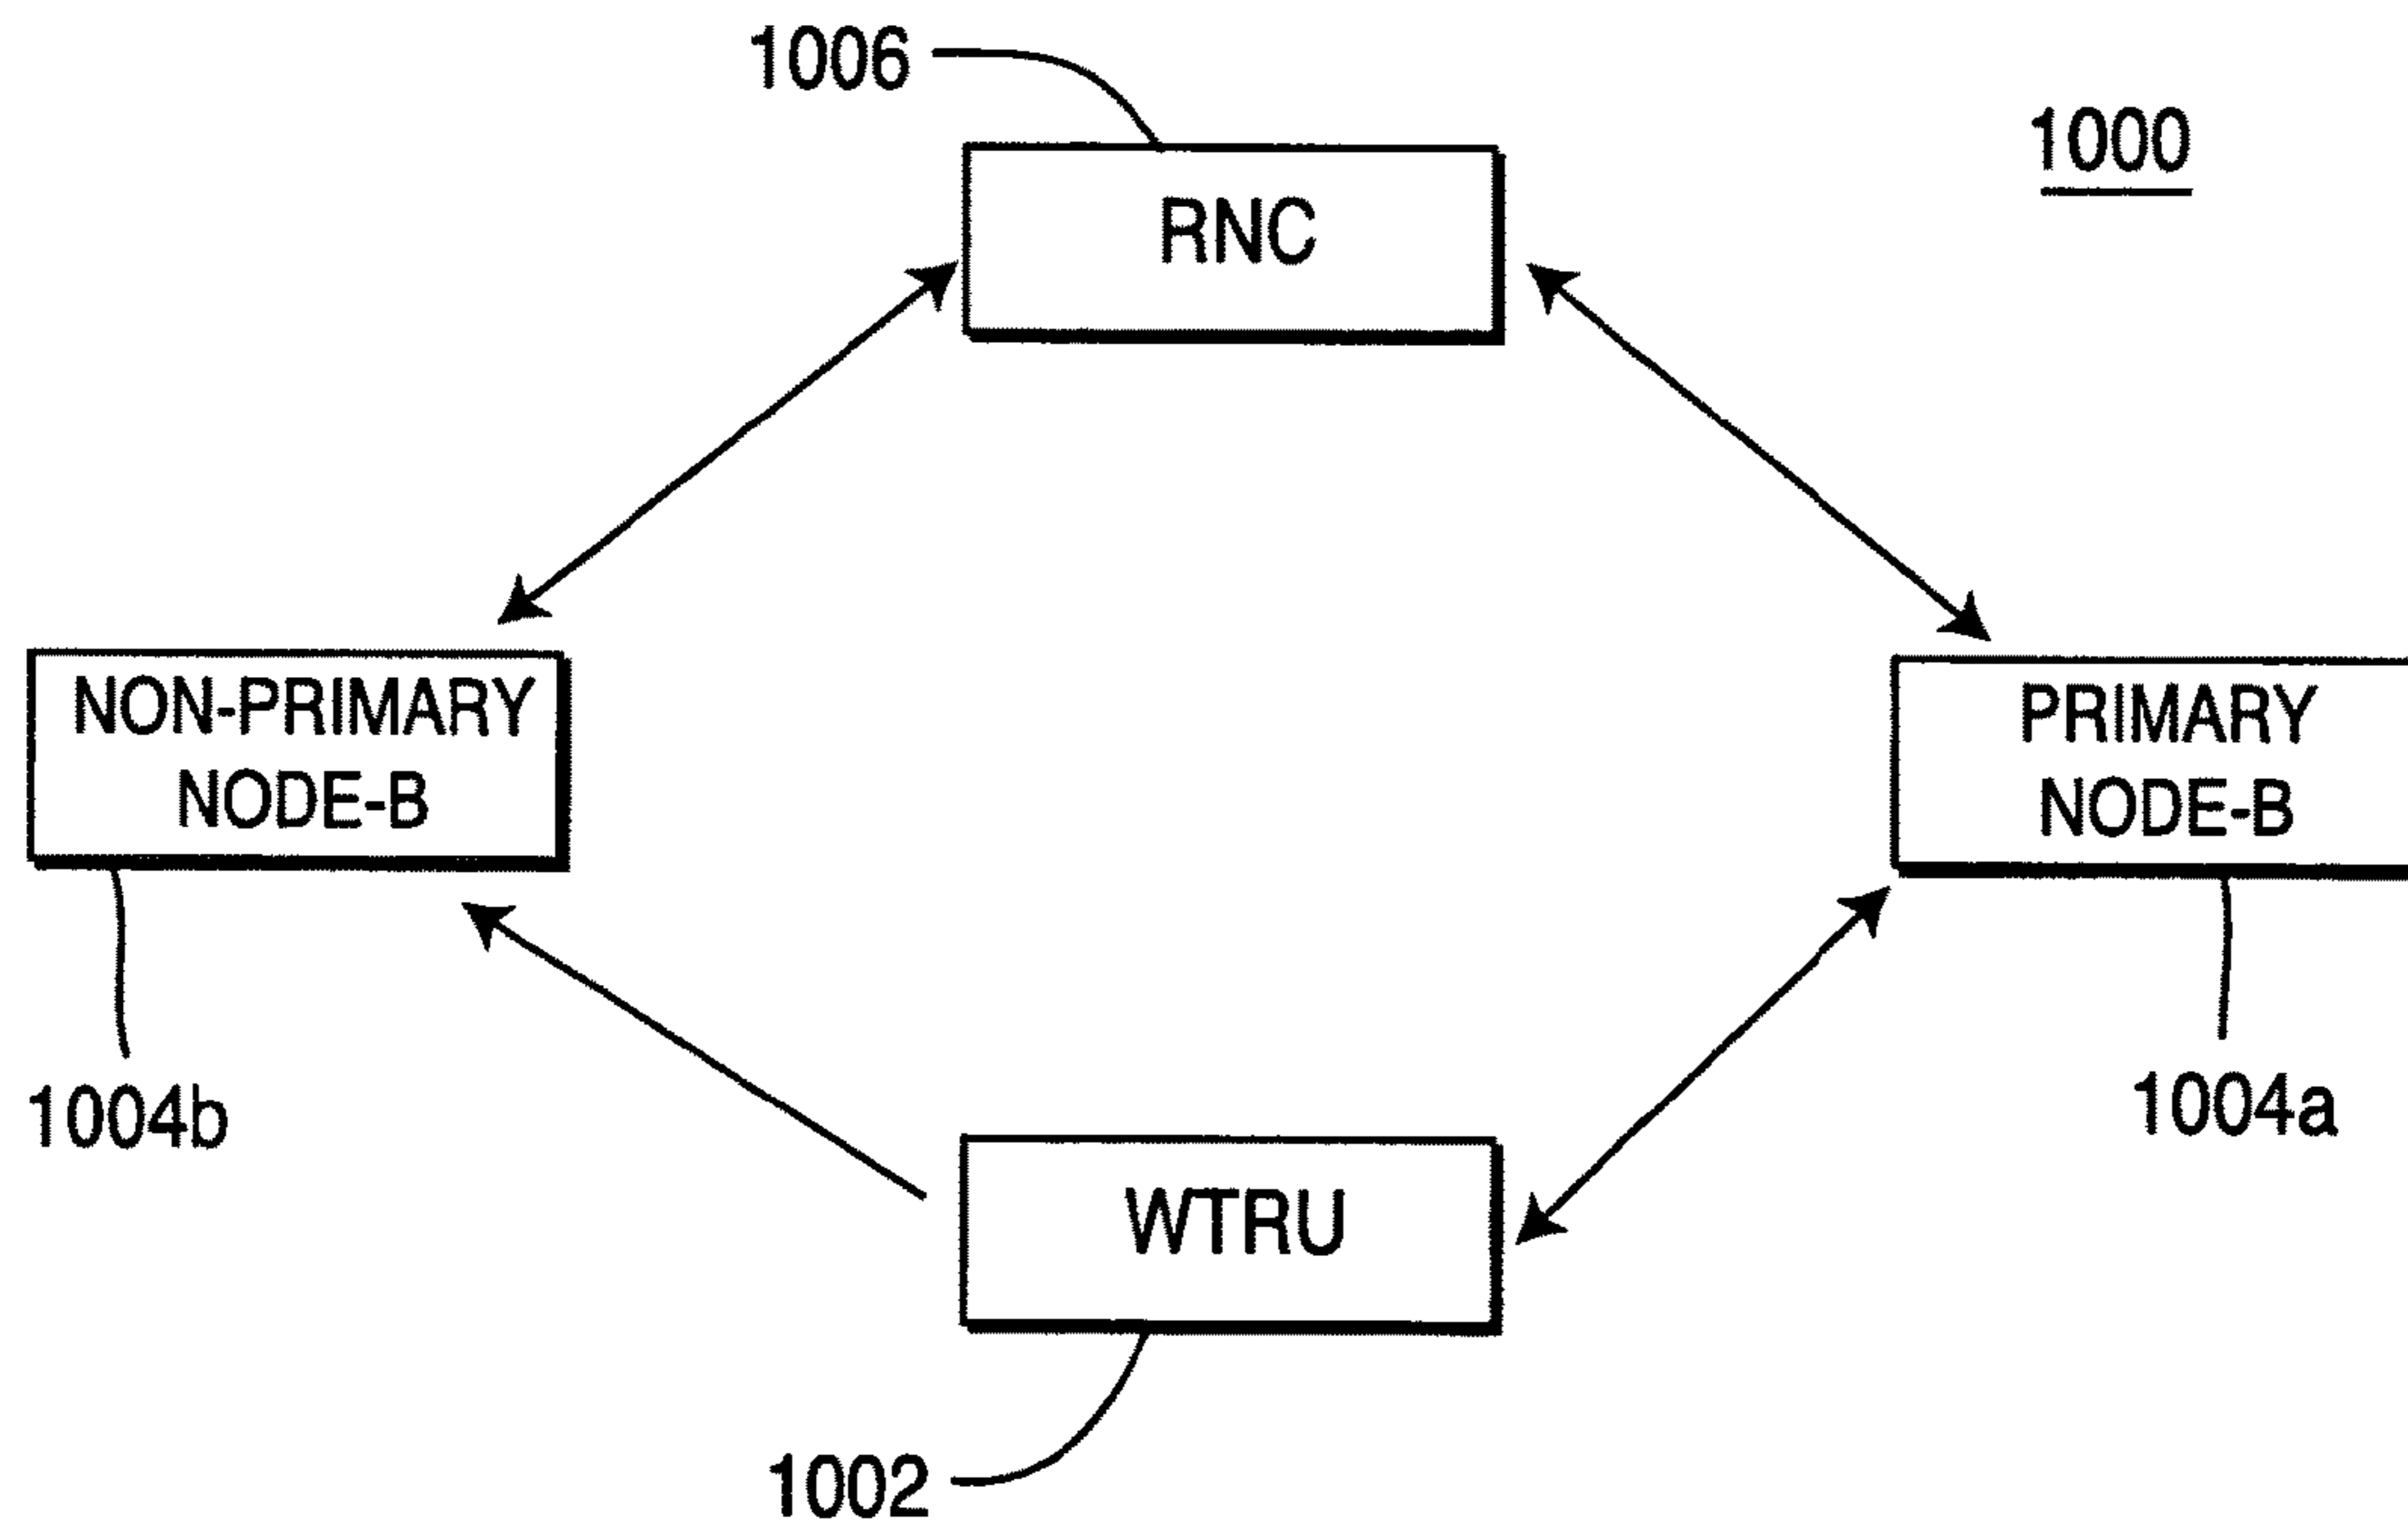 1006
1000
RNC
NON-PRIMARY
NODE-B
PRIMARY
NODE-B
1004b
1004a
WTRU
1002